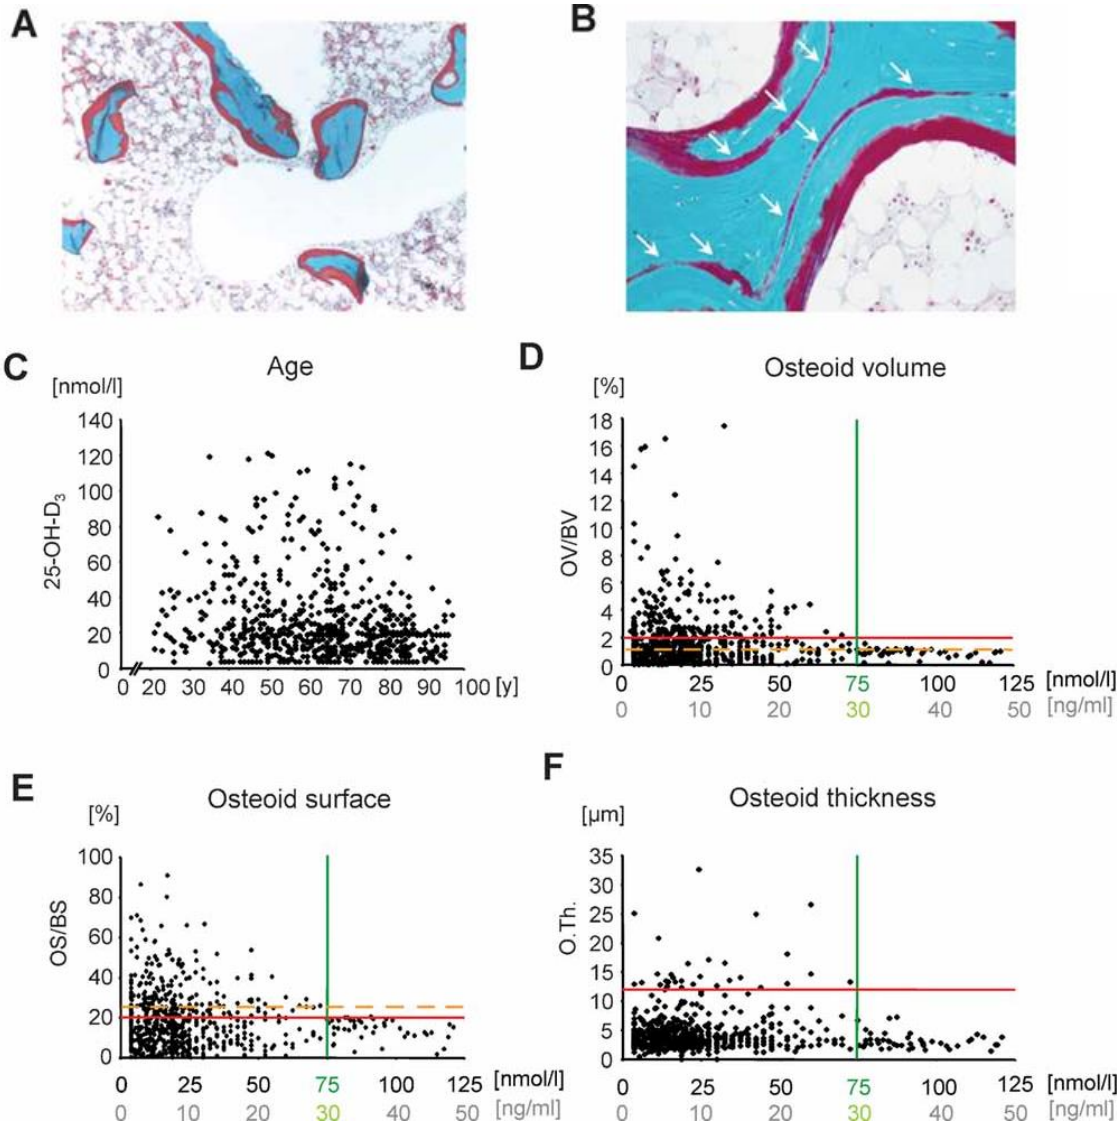 A
B
C
Age
[nmol/l]
25-OH-D3
140
120
100
80
60
40
20
0
0 20 30 40 50 60 70 80 90 100 [y]
D
Osteoid volume
[%]
OV/BV
18
16
14
12
10
8
6
4
2
0
0 25 50 75 100 125 [nmol/l]
0 10 20 30 40 50 [ng/ml]
E
Osteoid surface
[%]
OS/BS
100
80
60
40
20
0
0 25 50 75 100 125 [nmol/l]
0 10 20 30 40 50 [ng/ml]
F
Osteoid thickness
[µm]
O.Th.
35
30
25
20
15
10
5
0
0 25 50 75 100 125 [nmol/l]
0 10 20 30 40 50 [ng/ml]